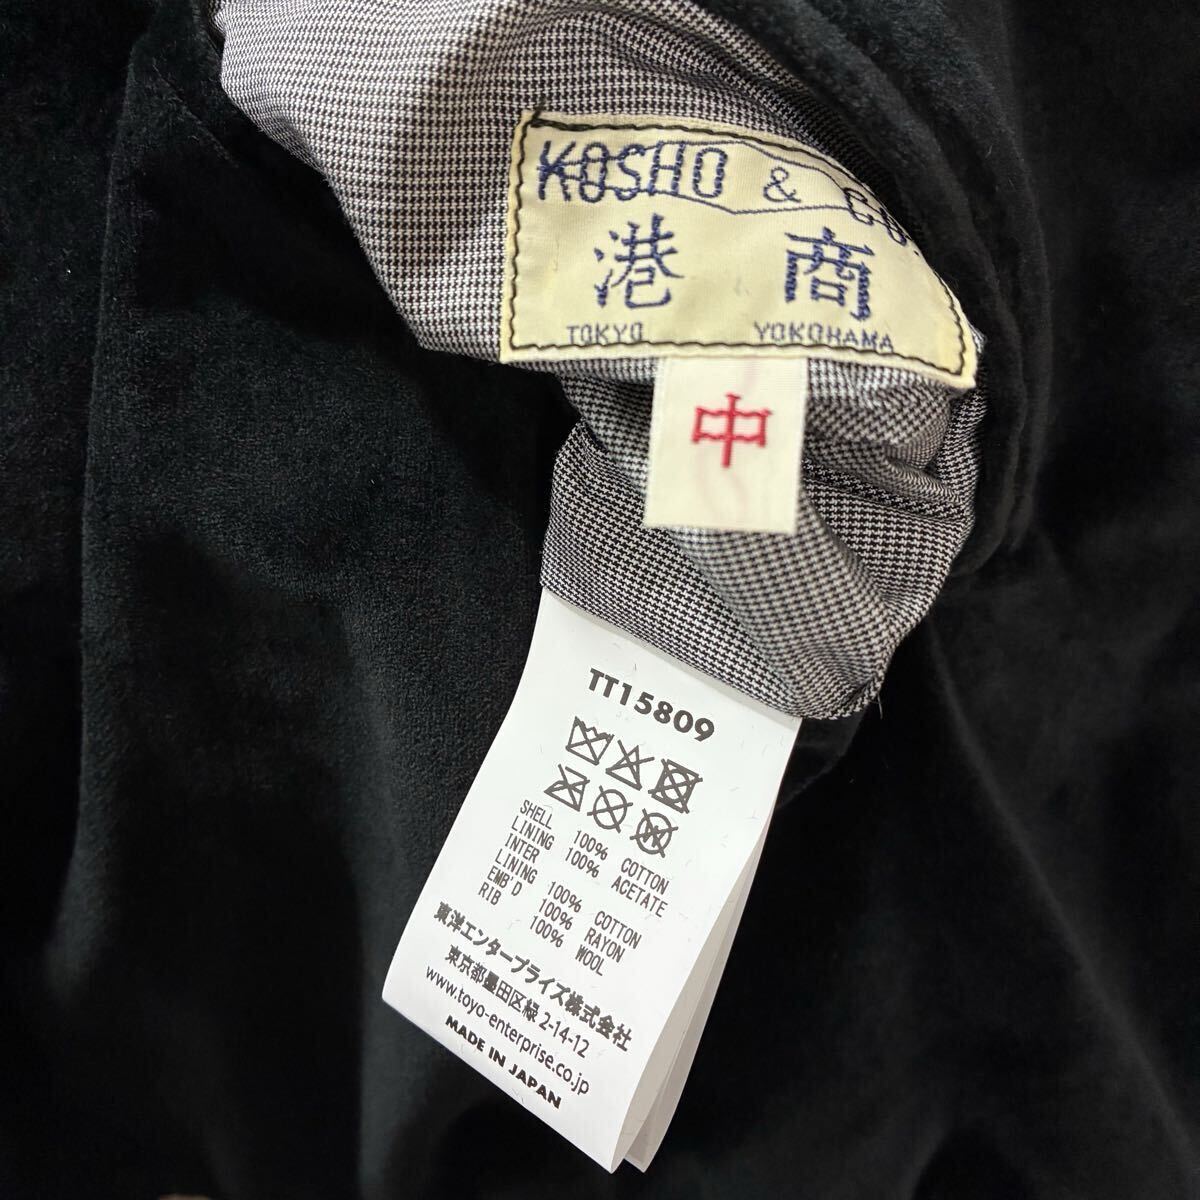 KOSHO & CO.
港 商
TOKYO YOKOHAMA
中
TT15809
SHELL 100% COTTON
LINING 100% ACETATE
INTER
LINING 100% COTTON
EMB'D 100% RAYON
RIB 100% WOOL
東洋エンタープライズ株式会社
東京都墨田区緑 2-14-12
www.toyo-enterprise.co.jp
MADE IN JAPAN